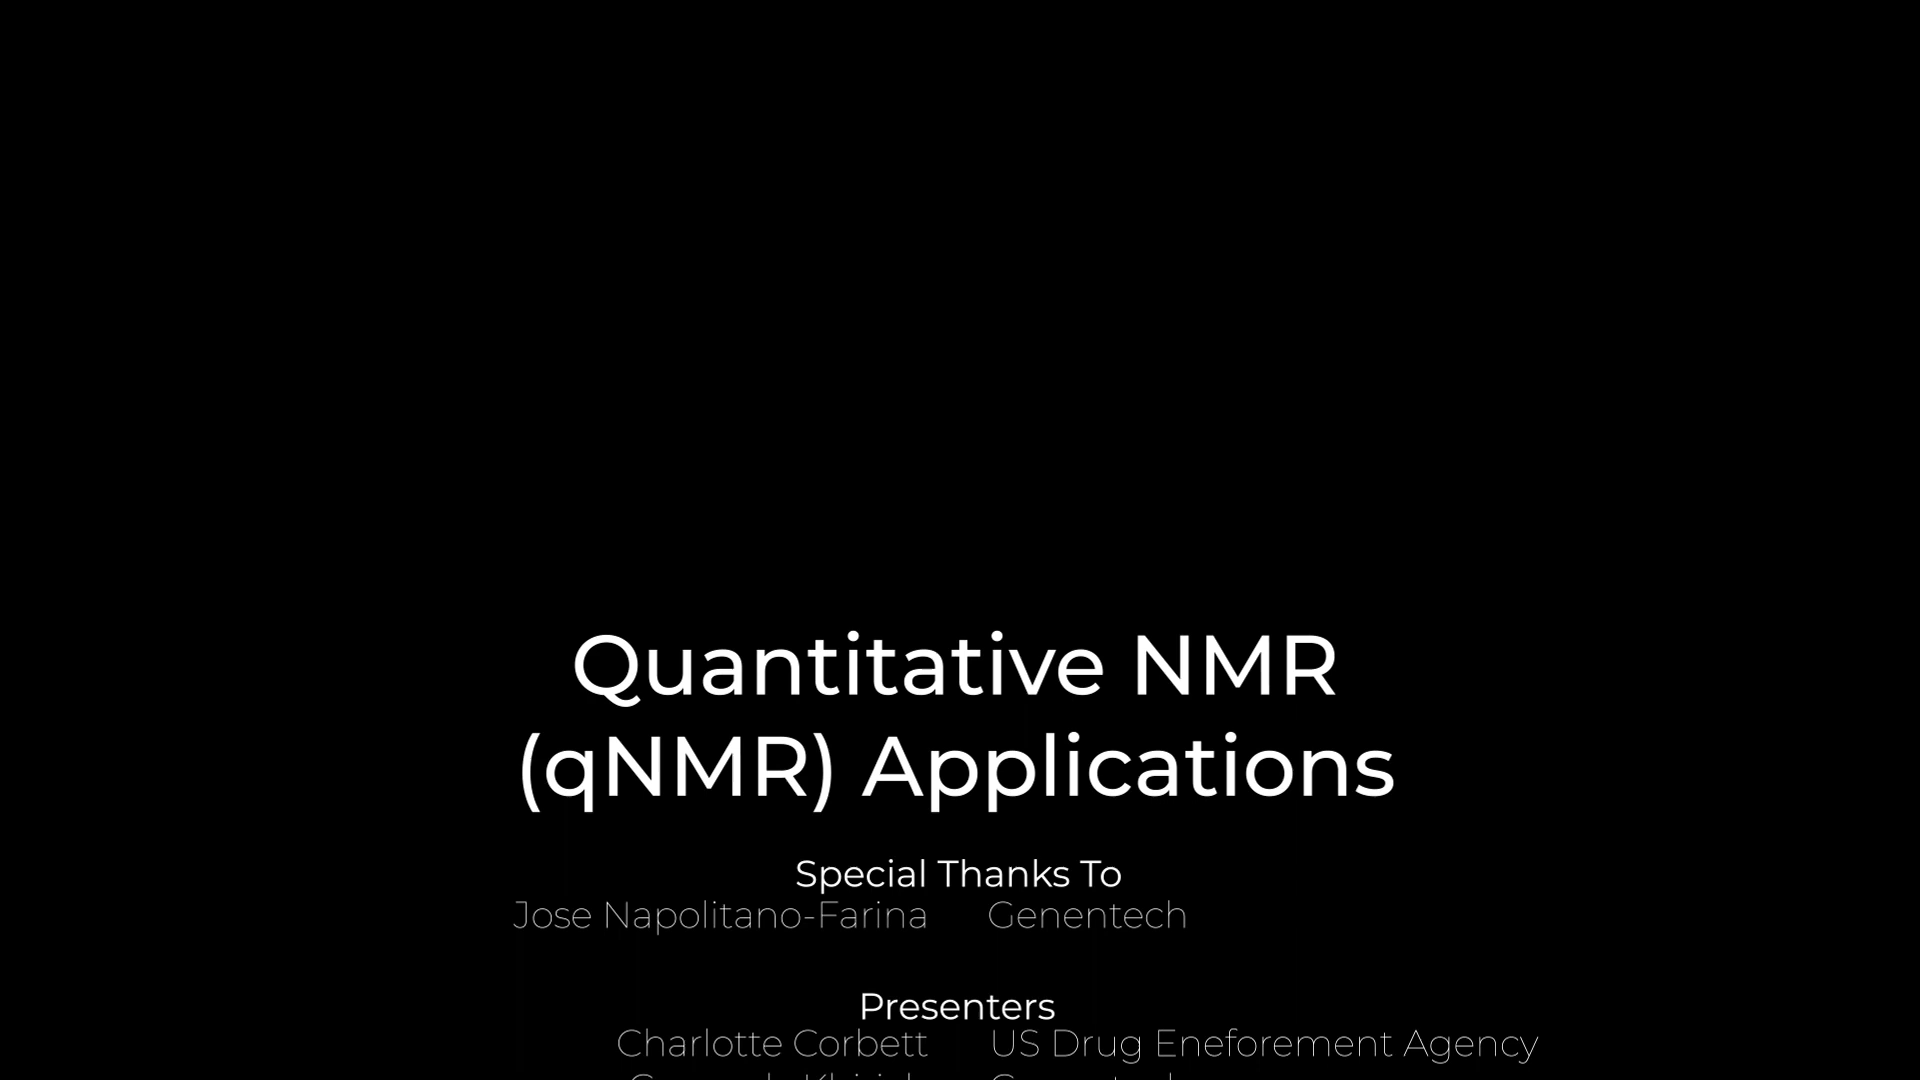 Quantitative NMR
(qNMR) Applications
Special Thanks To
Jose Napolitano-Farina Genentech
Presenters
Charlotte Corbett US Drug Eneforement Agency